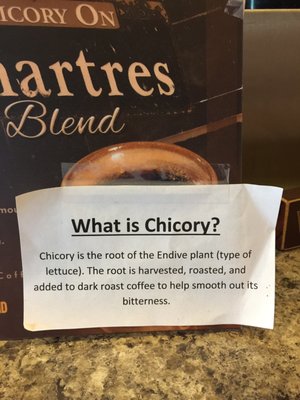 ICORY ON
artres
Blend
What is Chicory?
Chicory is the root of the Endive plant (type of
lettuce). The root is harvested, roasted, and
added to dark roast coffee to help smooth out its
bitterness.